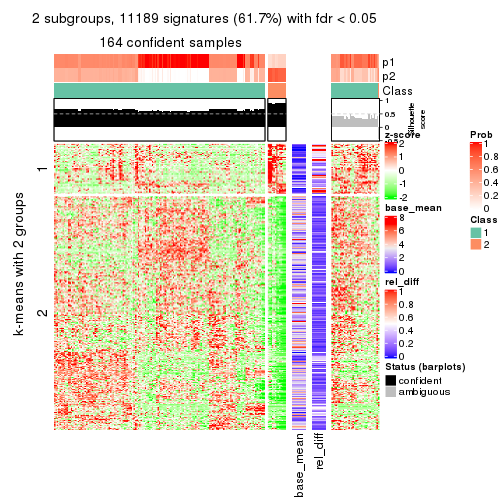 2 subgroups, 11189 signatures (61.7%) with fdr < 0.05
164 confident samples
p1
p2
Class
1
0.5
0
Silhouette
score
k-means with 2 groups
1
2
base_mean
rel_diff
z-score
2
1
0
-1
-2
base_mean
8
6
4
2
0
rel_diff
1
0.8
0.6
0.4
0.2
0
Status (barplots)
confident
ambiguous
Prob
1
0.8
0.6
0.4
0.2
0
Class
1
2